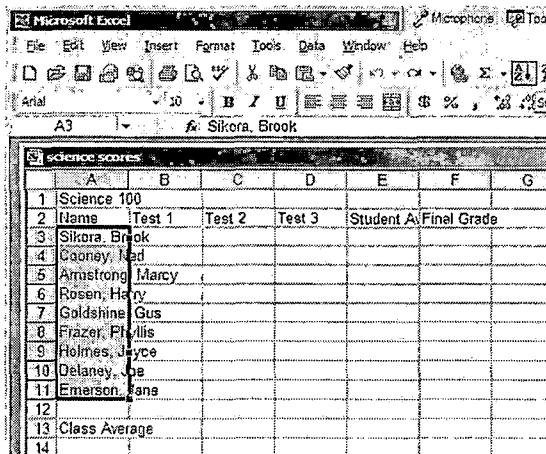 Microsoft Excel Microphone Too
File Edit View Insert Format Tools Data Window Help
Arial 10 B I U $ % ,
A3 fx Sikora, Brook
science scores
A B C D E F G
1 Science 100
2 Name Test 1 Test 2 Test 3 Student Av Final Grade
3 Sikora, Brook
4 Cooney, Ned
5 Armstrong, Marcy
6 Rosen, Harry
7 Goldshine, Gus
8 Frazer, Phyllis
9 Holmes, Joyce
10 Delaney, Joe
11 Emerson, Jane
12
13 Class Average
14